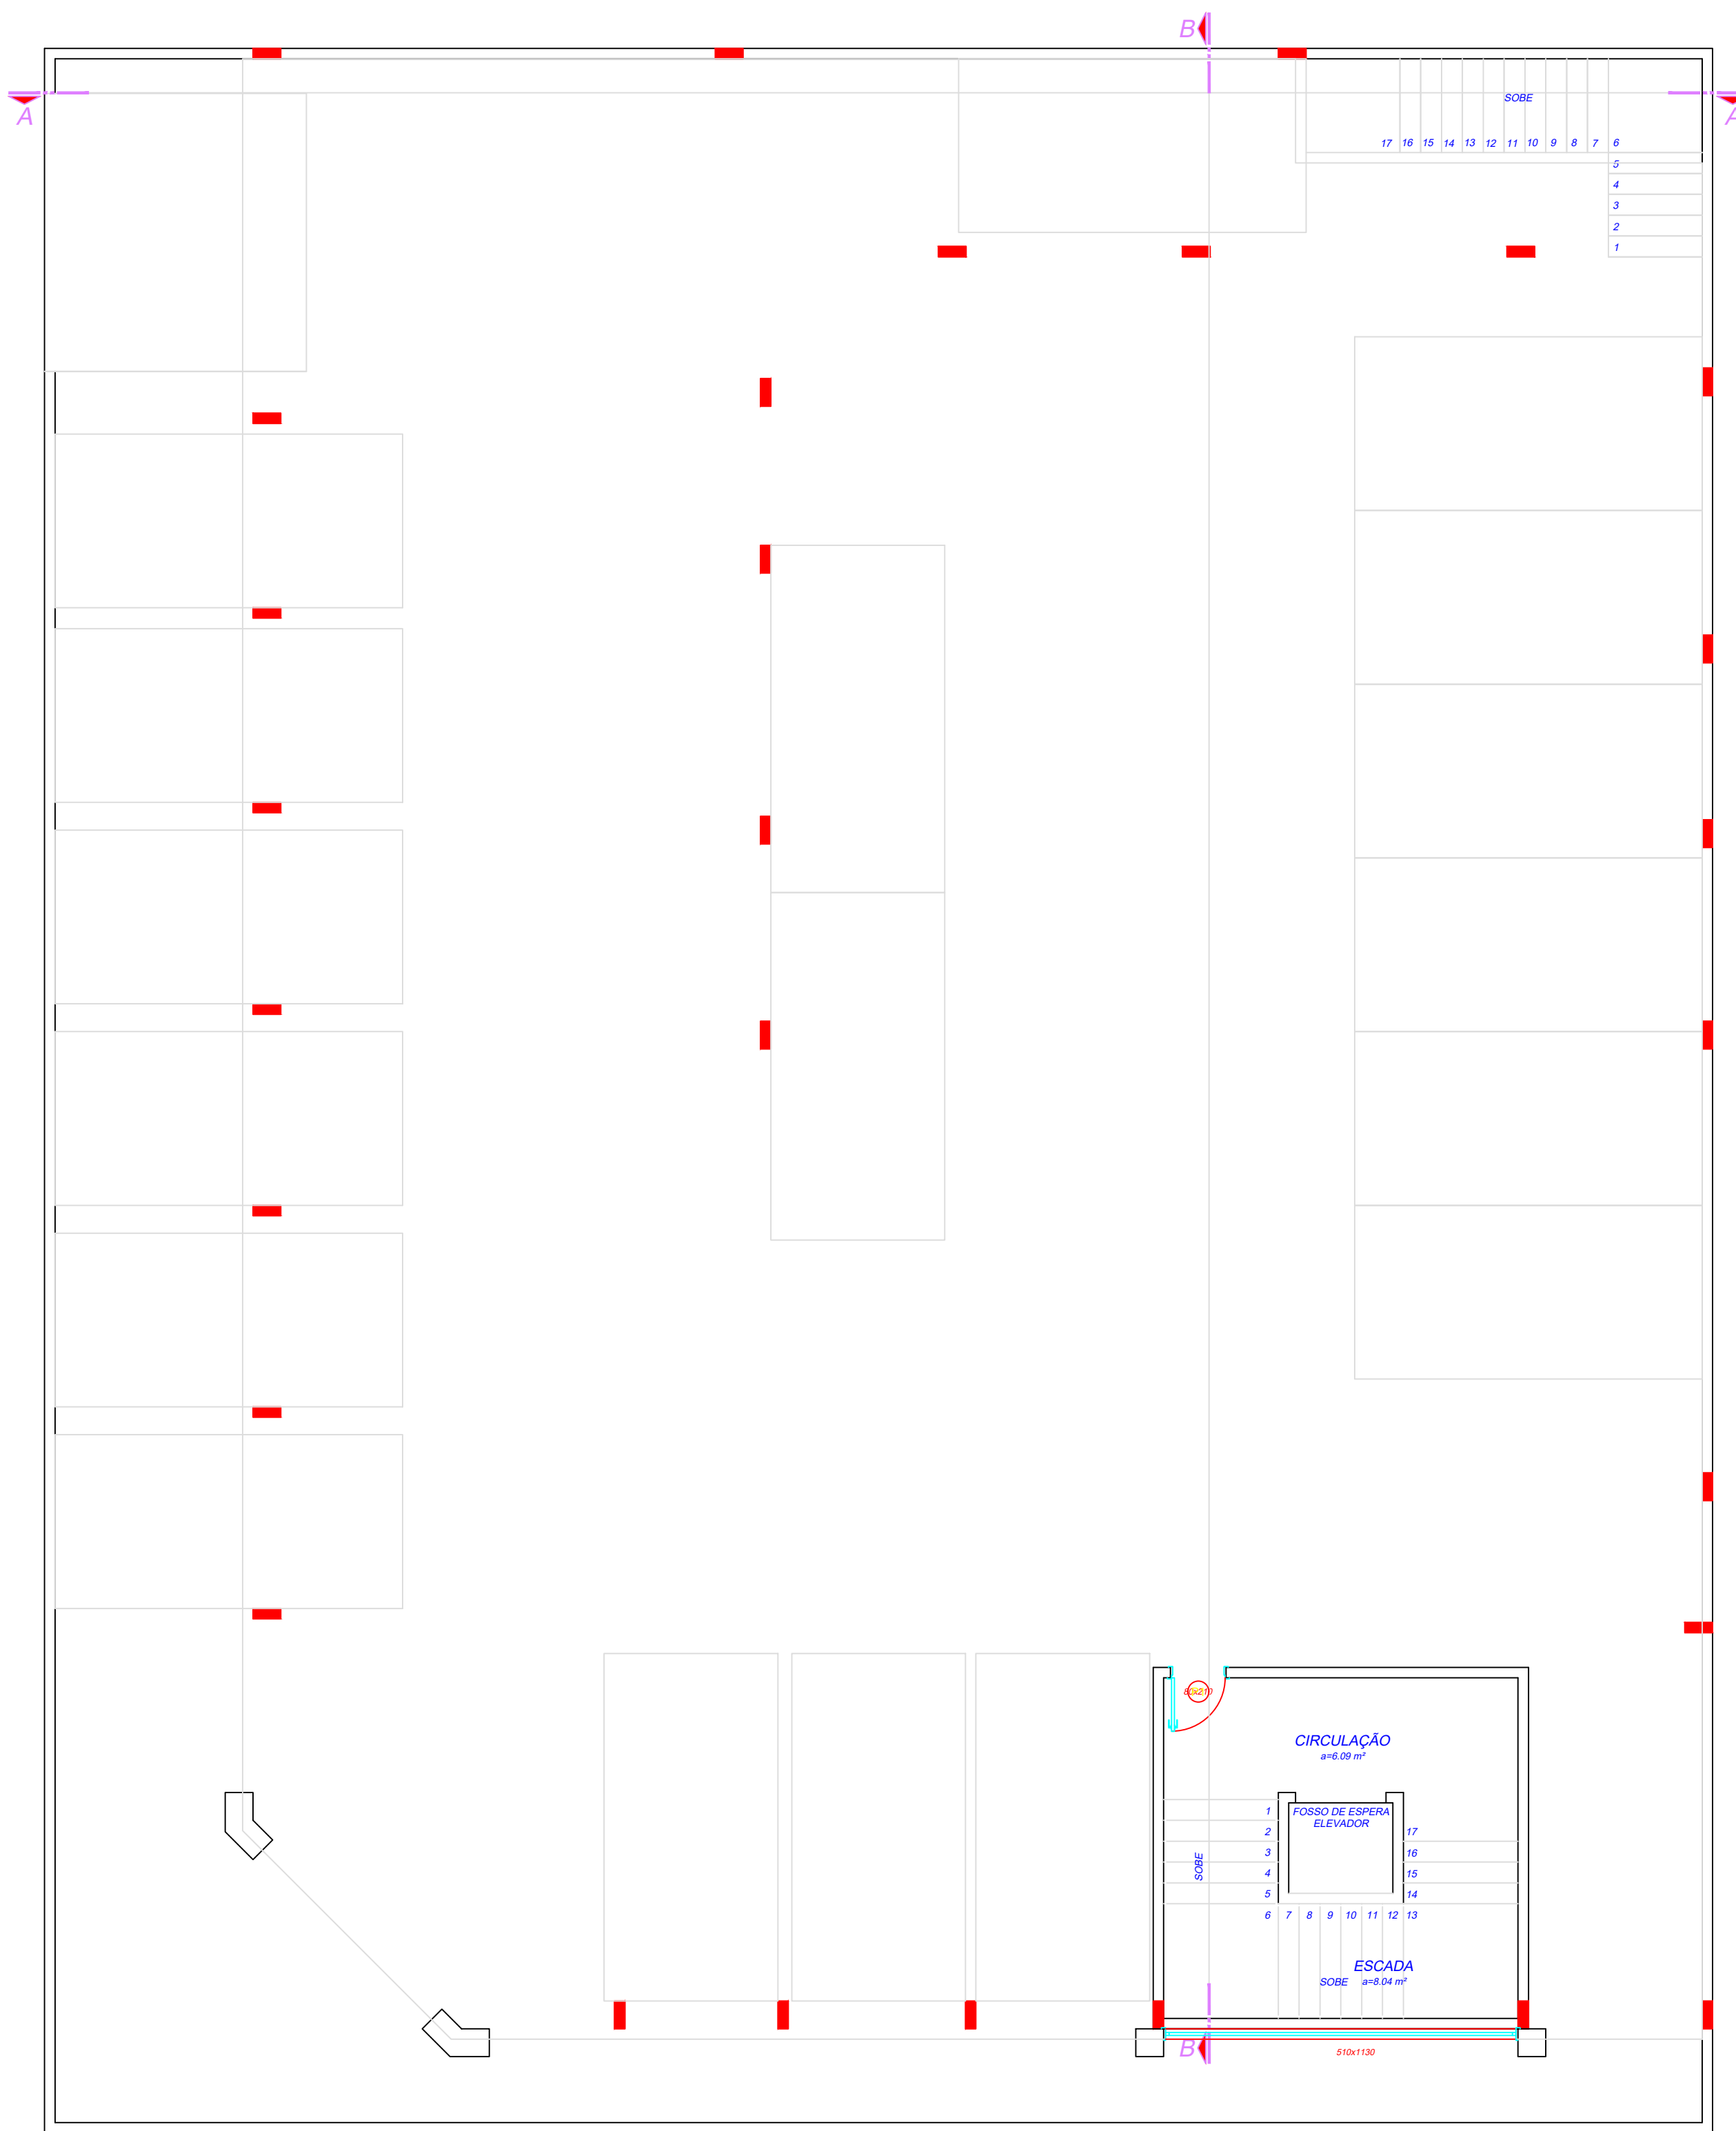 B
A
A
SOBE
17 16 15 14 13 12 11 10 9 8 7 6
5
4
3
2
1
80x210
CIRCULAÇÃO
a=6.09 m²
FOSSO DE ESPERA
ELEVADOR
1
2
3
4
5
SOBE
17
16
15
14
6 7 8 9 10 11 12 13
ESCADA
SOBE a=8.04 m²
B
510x1130